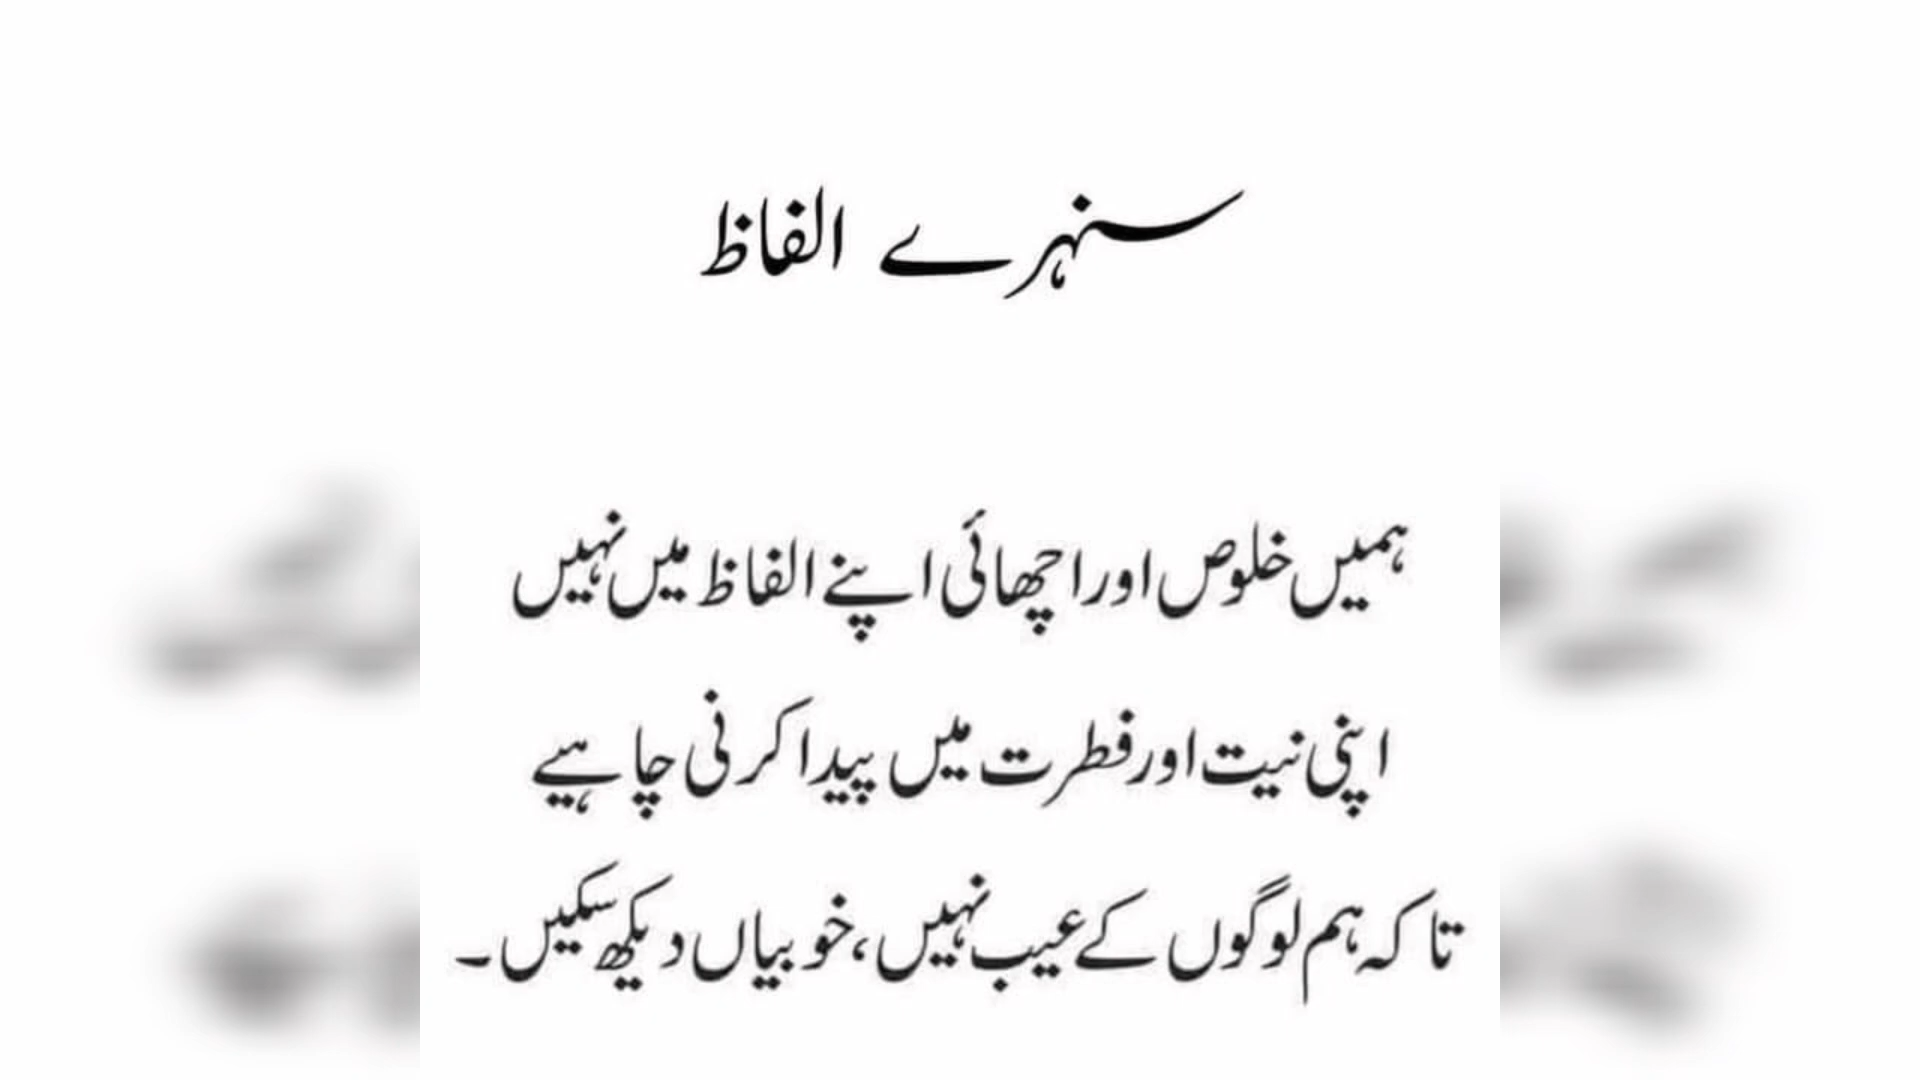 سنہرے الفاظ
ہمیں خلوص اور اچھائی اپنے الفاظ میں نہیں
اپنی نیت اور فطرت میں پیدا کرنی چاہیے
تاکہ ہم لوگوں کے عیب نہیں، خوبیاں دیکھ سکیں۔